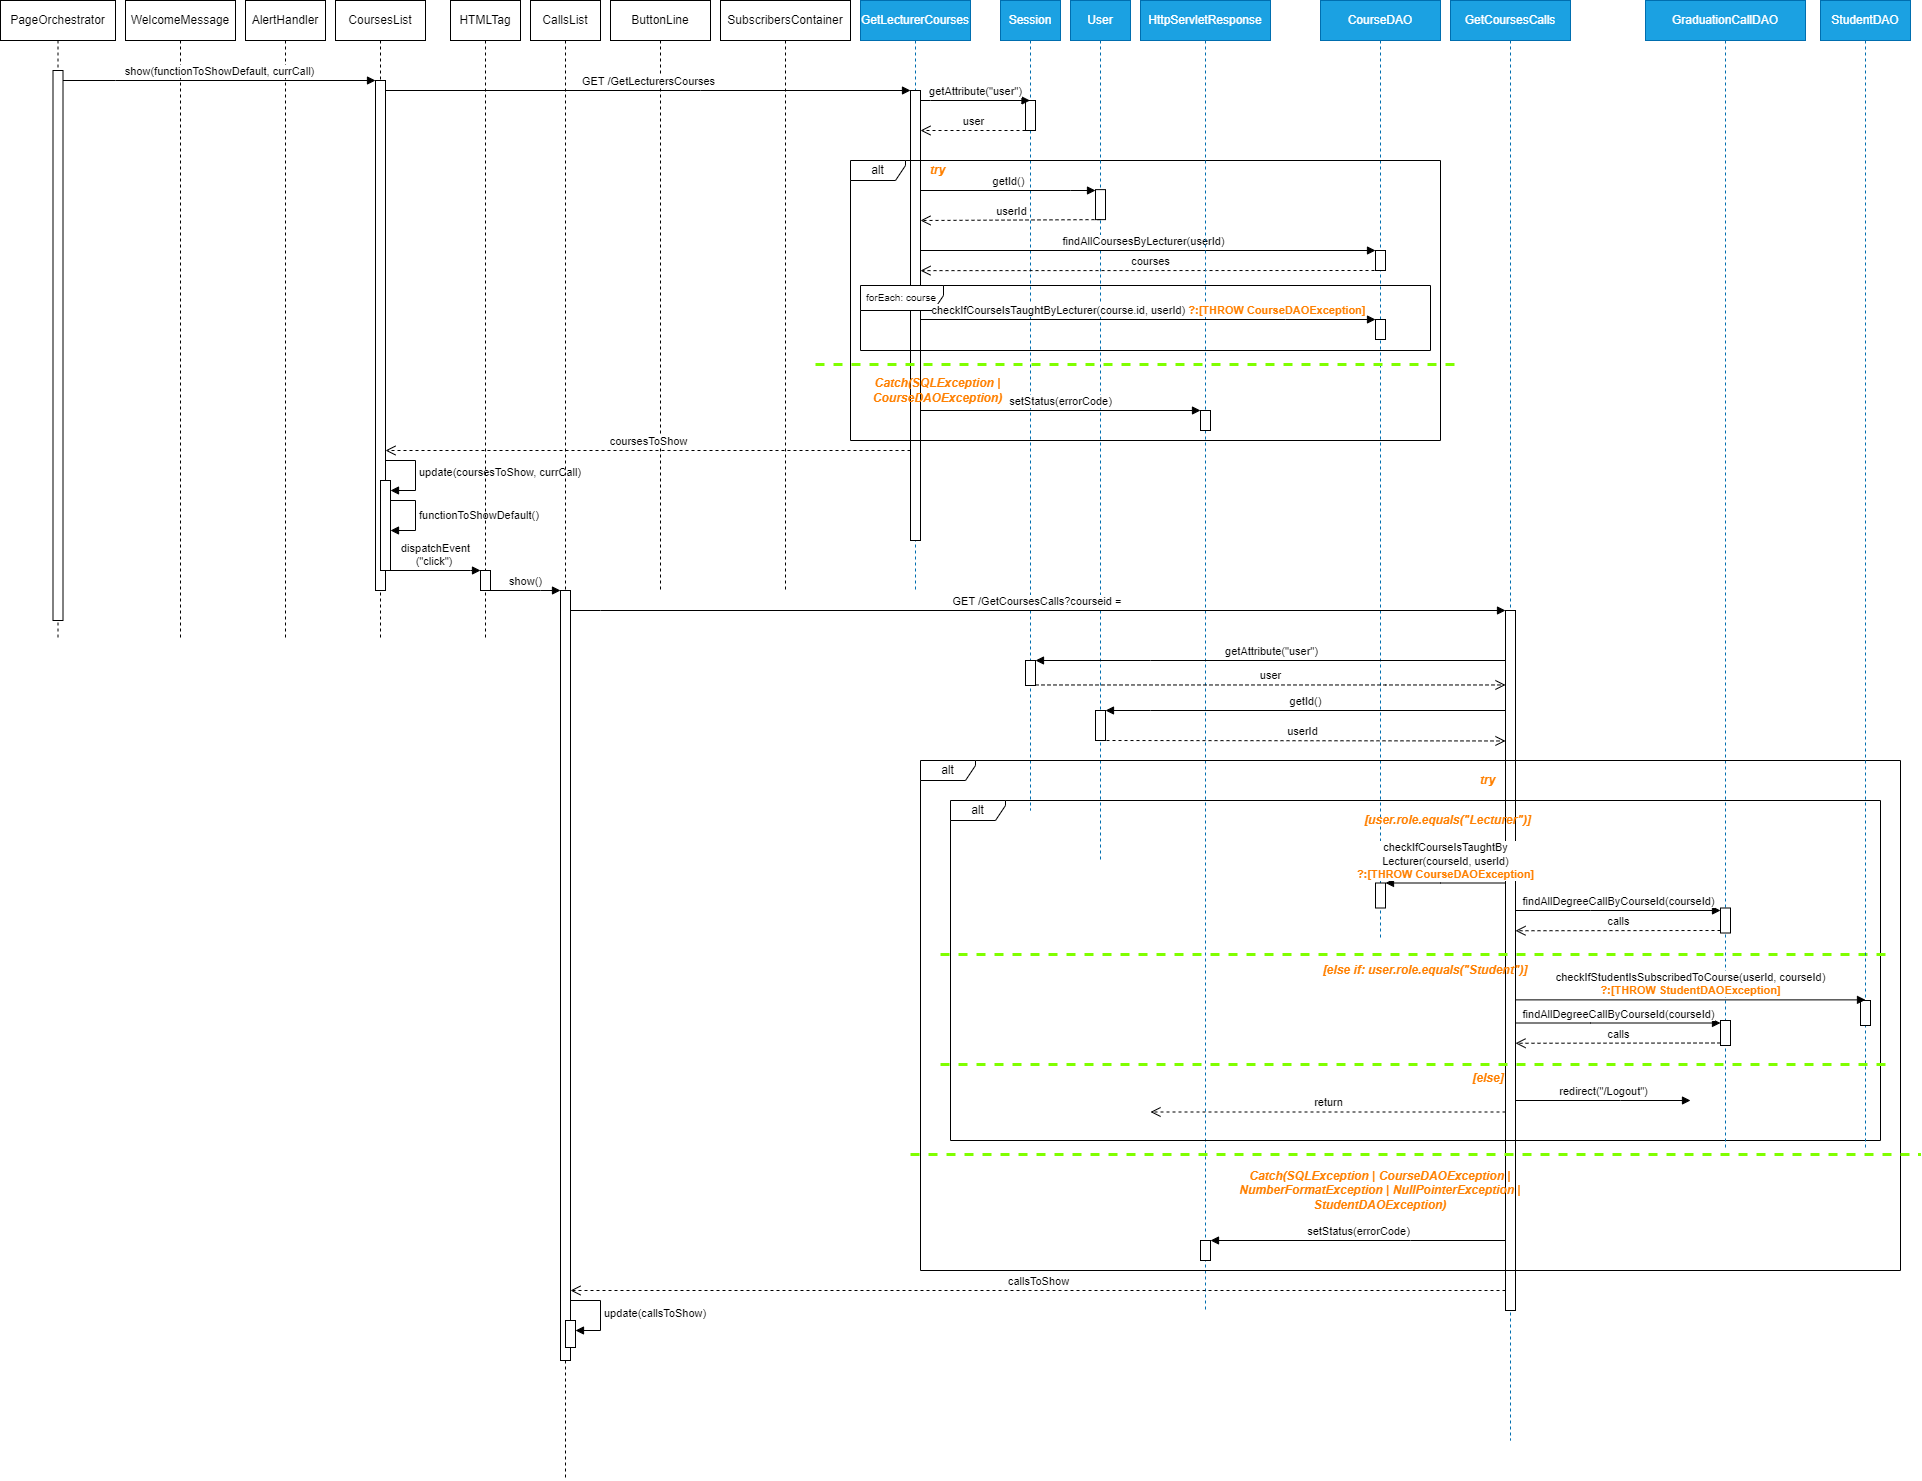 PageOrchestrator
WelcomeMessage
AlertHandler
CoursesList
HTMLTag
CallsList
ButtonLine
SubscribersContainer
GetLecturerCourses
Session
User
HttpServletResponse
CourseDAO
GetCoursesCalls
GraduationCallDAO
StudentDAO
show(functionToShowDefault, currCall)
GET /GetLecturersCourses
getAttribute("user")
user
alt
try
getId()
userId
findAllCoursesByLecturer(userId)
courses
forEach: course
checkIfCourseIsTaughtByLecturer(course.id, userId) ?:[THROW CourseDAOException]
Catch(SQLException |
CourseDAOException)
setStatus(errorCode)
coursesToShow
update(coursesToShow, currCall)
functionToShowDefault()
dispatchEvent
("click")
show()
GET /GetCoursesCalls?courseid =
getAttribute("user")
user
getId()
userId
alt
try
alt
[user.role.equals("Lecturer")]
checkIfCourseIsTaughtBy
Lecturer(courseId, userId)
?:[THROW CourseDAOException]
findAllDegreeCallByCourseId(courseId)
calls
[else if: user.role.equals("Student")]
checkIfStudentIsSubscribedToCourse(userId, courseId)
?:[THROW StudentDAOException]
findAllDegreeCallByCourseId(courseId)
calls
[else]
redirect("/Logout")
return
Catch(SQLException | CourseDAOException |
NumberFormatException | NullPointerException |
StudentDAOException)
setStatus(errorCode)
callsToShow
update(callsToShow)